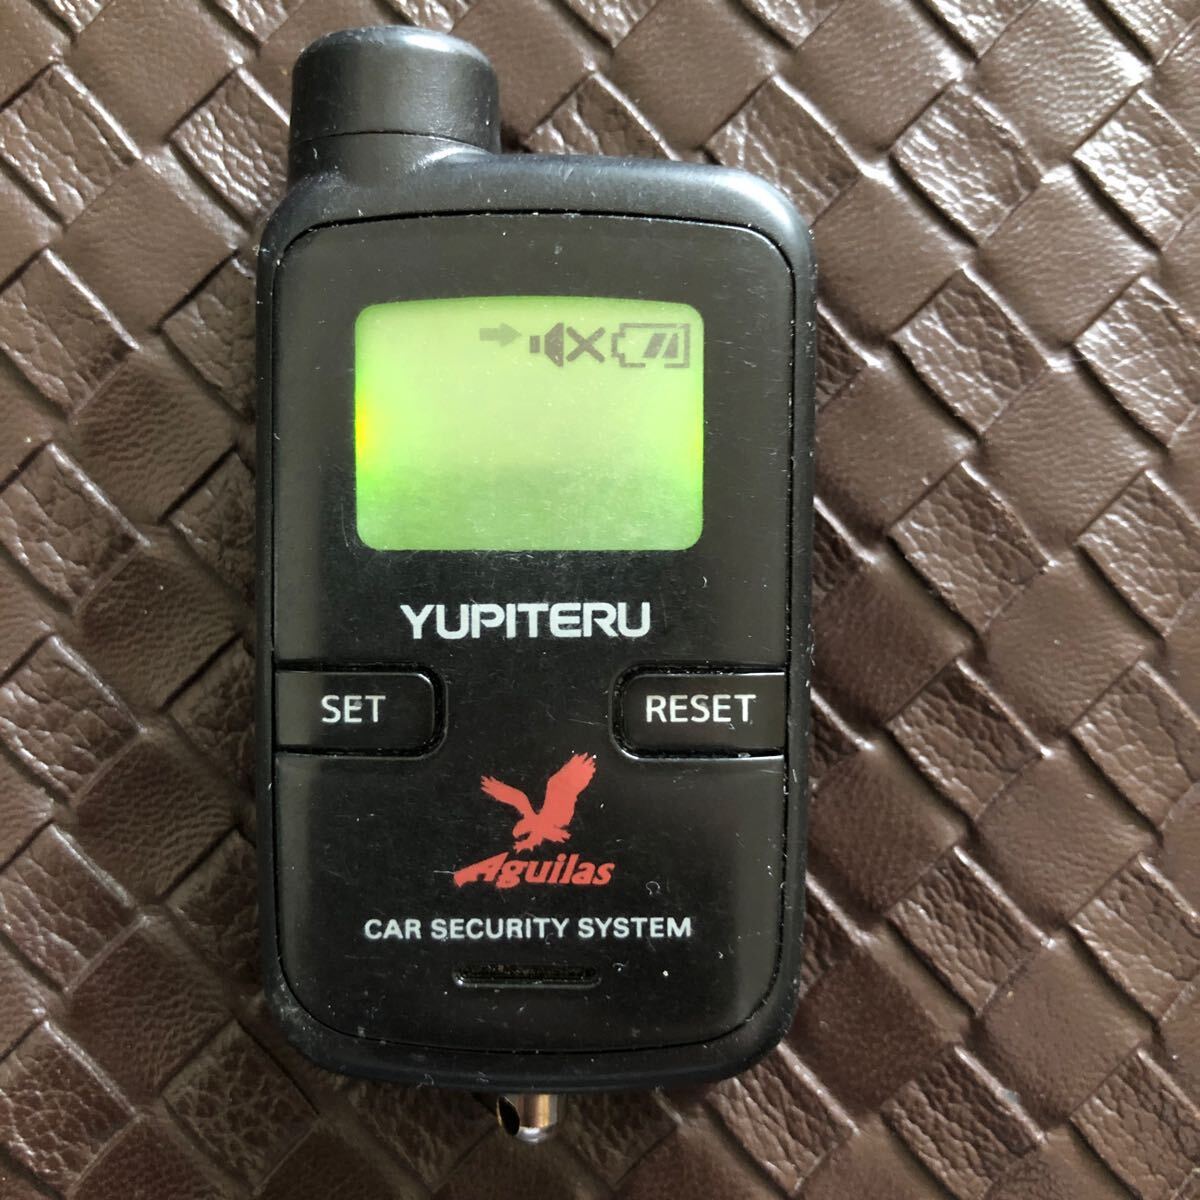 YUPITERU
SET
RESET
Aguilas
CAR SECURITY SYSTEM